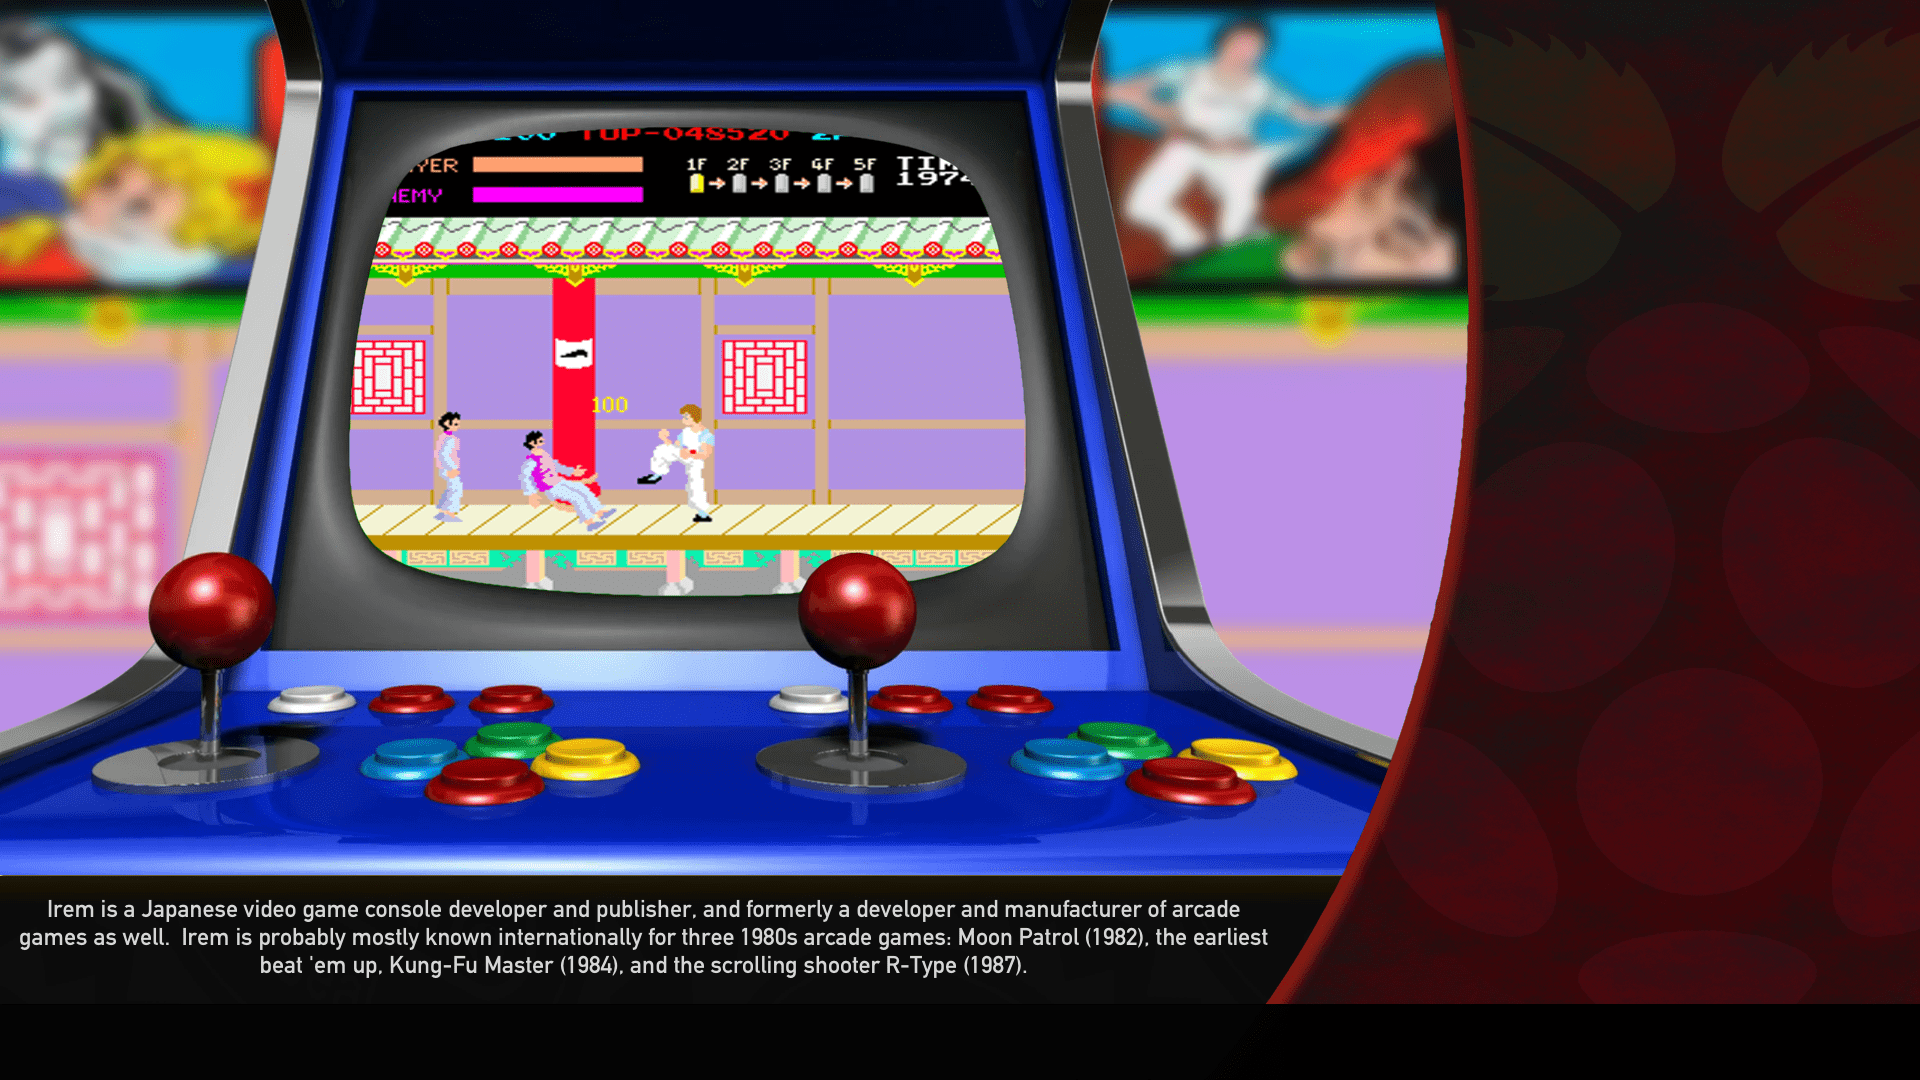 TOP-048520
1F 2F 3F 4F 5F
100
Irem is a Japanese video game console developer and publisher, and formerly a developer and manufacturer of arcade
games as well.  Irem is probably mostly known internationally for three 1980s arcade games: Moon Patrol (1982), the earliest
beat 'em up, Kung-Fu Master (1984), and the scrolling shooter R-Type (1987).